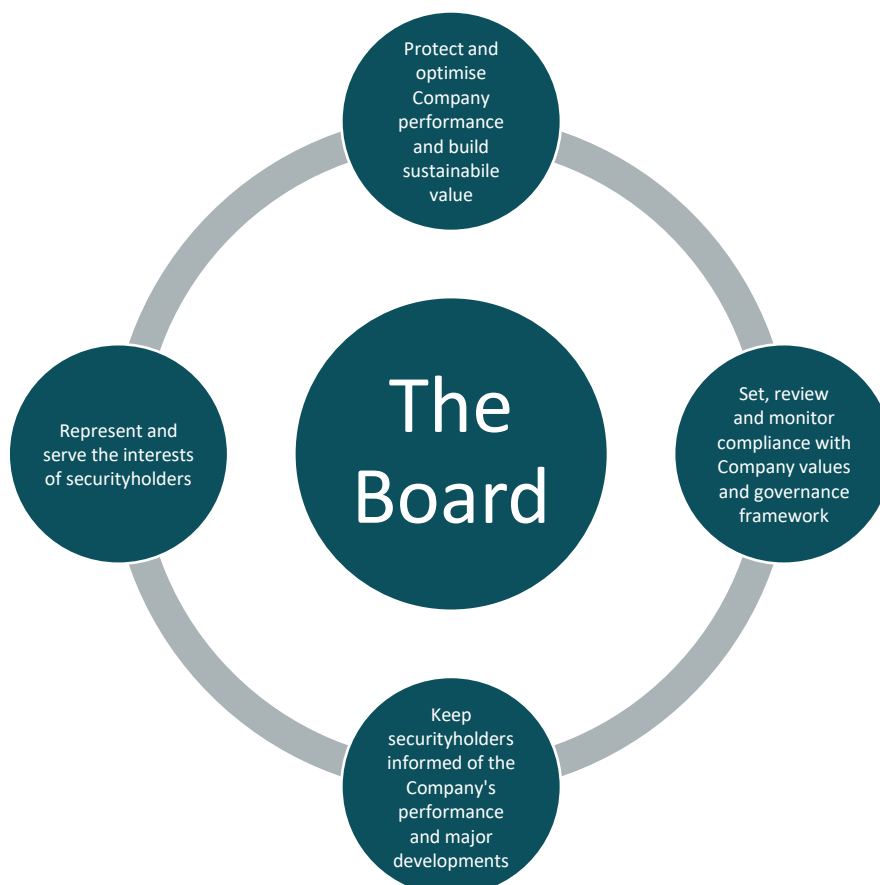 Protect and
optimise
Company
performance
and build
sustainabile
value
The
Board
Set, review
and monitor
compliance with
Company values
and governance
framework
Represent and
serve the interests
of securityholders
Keep
securityholders
informed of the
Company's
performance
and major
developments